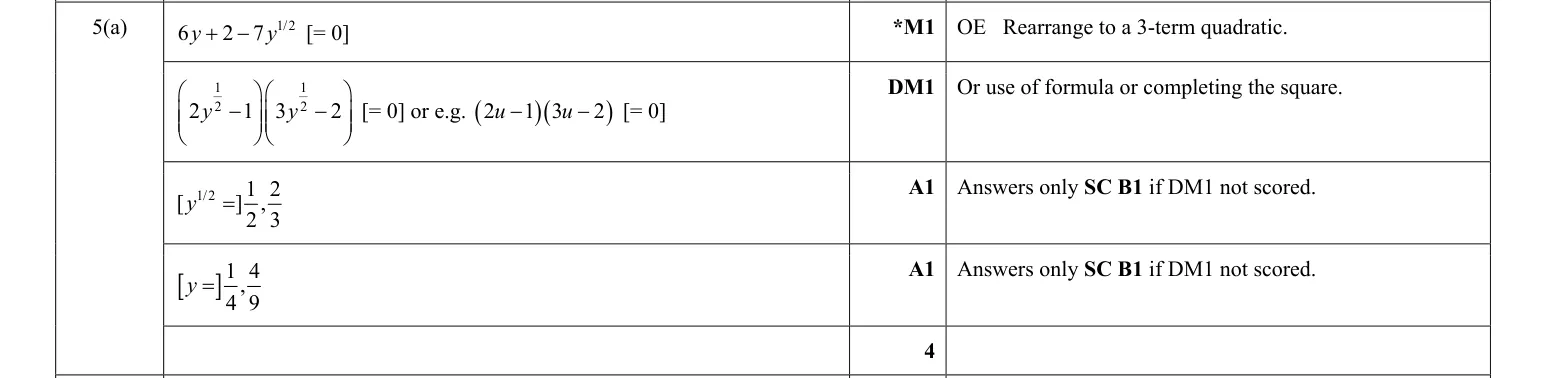 5(a) 6y + 2 − 7y^{1/2} [= 0] *M1 OE Rearrange to a 3-term quadratic.
(2y^{1/2} − 1)(3y^{1/2} − 2) [= 0] or e.g. (2u − 1)(3u − 2) [= 0] DM1 Or use of formula or completing the square.
[y^{1/2} =] 1/2, 2/3 A1 Answers only SC B1 if DM1 not scored.
[y =] 1/4, 4/9 A1 Answers only SC B1 if DM1 not scored.
4